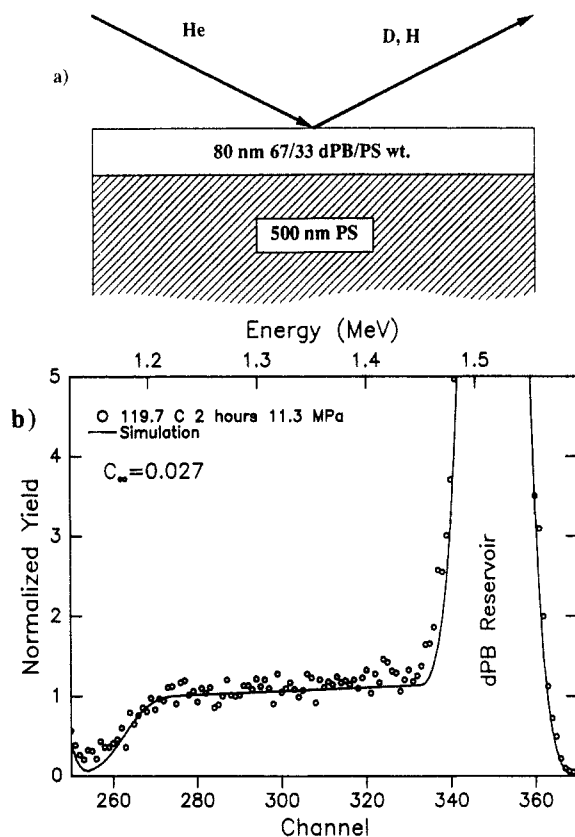 He
D, H
a)
80 nm 67/33 dPB/PS wt.
500 nm PS
Energy (MeV)
1.2 1.3 1.4 1.5
b)
119.7 C 2 hours 11.3 MPa
Simulation
C∞=0.027
Normalized Yield
5
4
3
2
1
0
dPB Reservoir
260 280 300 320 340 360
Channel